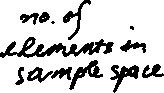 no. of
elements in
sample space